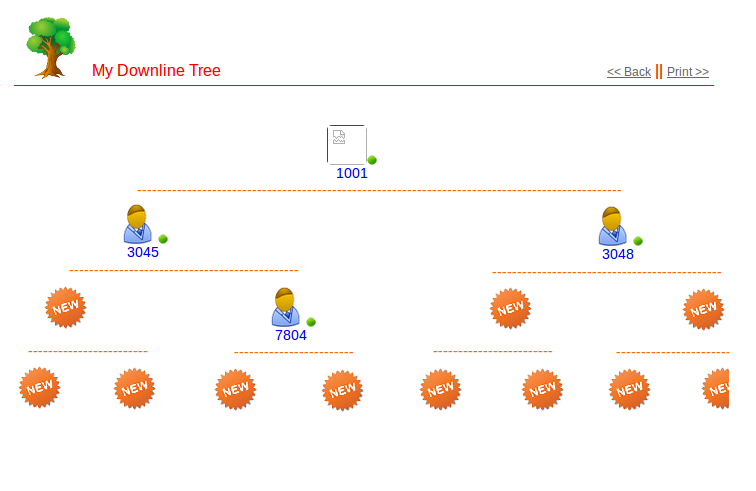 My Downline Tree << Back || Print >>
1001
--------------------------------------------------------------------------------------------------
3045 3048
---------------------------------------------- ----------------------------------------------
NEW 7804 NEW NEW
------------------------ ------------------------ ------------------------ ------------------------
NEW NEW NEW NEW NEW NEW NEW NEW